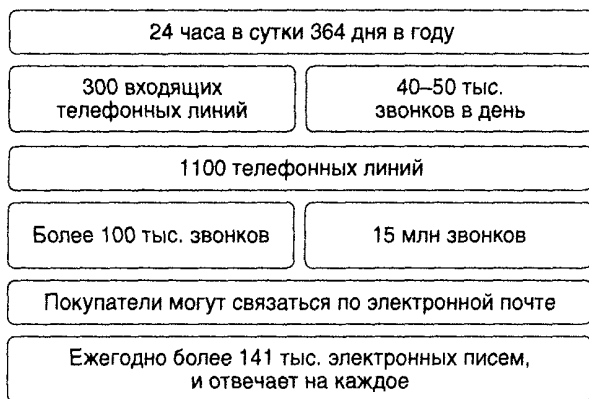 24 часа в сутки 364 дня в году
300 входящих
телефонных линий
40–50 тыс.
звонков в день
1100 телефонных линий
Более 100 тыс. звонков
15 млн звонков
Покупатели могут связаться по электронной почте
Ежегодно более 141 тыс. электронных писем,
и отвечает на каждое